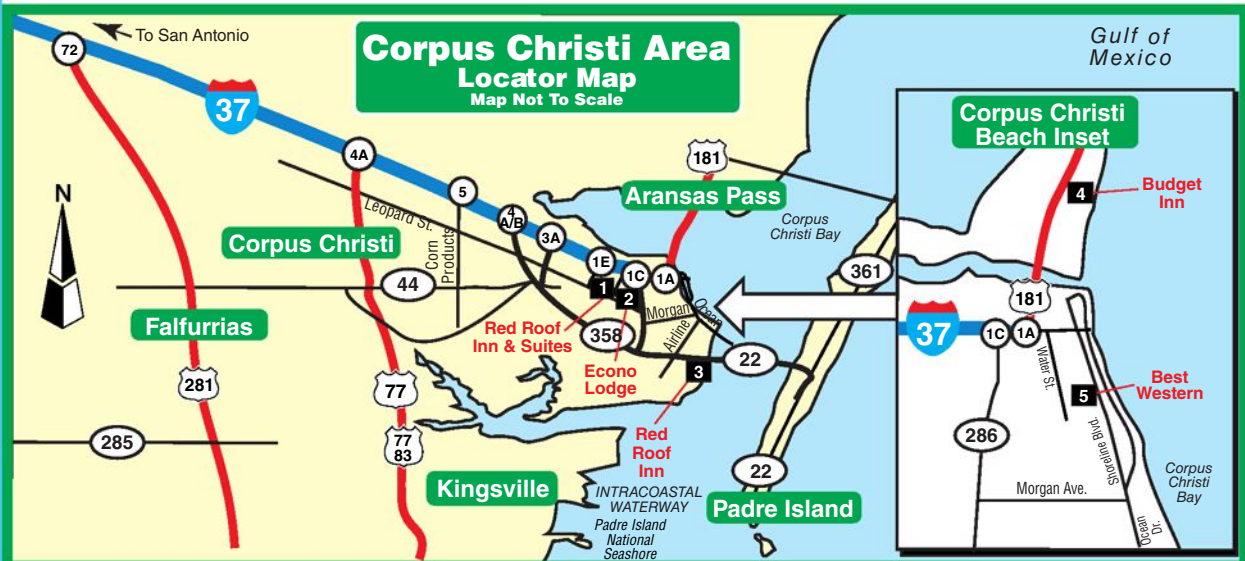 To San Antonio
72
37
Corpus Christi Area
Locator Map
Map Not To Scale
Gulf of
Mexico
N
4A
5
4
A/B
3A
1E
1C
1A
181
Aransas Pass
Corpus
Christi Bay
361
Leopard St.
Corn
Products
Corpus Christi
44
Falfurrias
281
285
77
77
83
Kingsville
1
Red Roof
Inn & Suites
2
Econo
Lodge
358
Morgan
Ocean
Airline
22
3
Red
Roof
Inn
22
Padre Island
INTRACOASTAL
WATERWAY
Padre Island
National
Seashore
Corpus Christi
Beach Inset
4
Budget
Inn
181
37
1C
1A
Water St.
5
Best
Western
286
Shoreline Blvd.
Morgan Ave.
Ocean
Dr.
Corpus
Christi
Bay